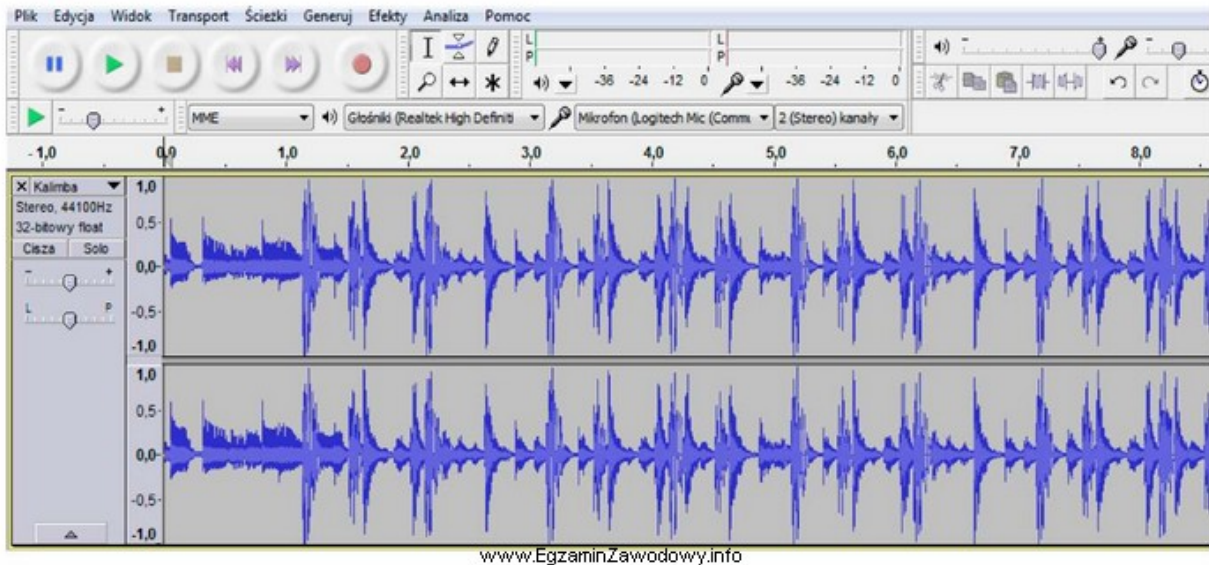 Plik Edycja Widok Transport Ścieżki Generuj Efekty Analiza Pomoc
L
P
-36 -24 -12 0
L
P
-36 -24 -12 0
MME
Głośniki (Realtek High Definiti
Mikrofon (Logitech Mic (Commu
2 (Stereo) kanały
-1,0 0,0 1,0 2,0 3,0 4,0 5,0 6,0 7,0 8,0
Kalimba
Stereo, 44100Hz
32-bitowy float
Cisza Solo
- +
L P
1,0
0,5-
0,0-
-0,5-
-1,0
1,0
0,5-
0,0-
-0,5-
-1,0
www.EgzaminZawodowy.info